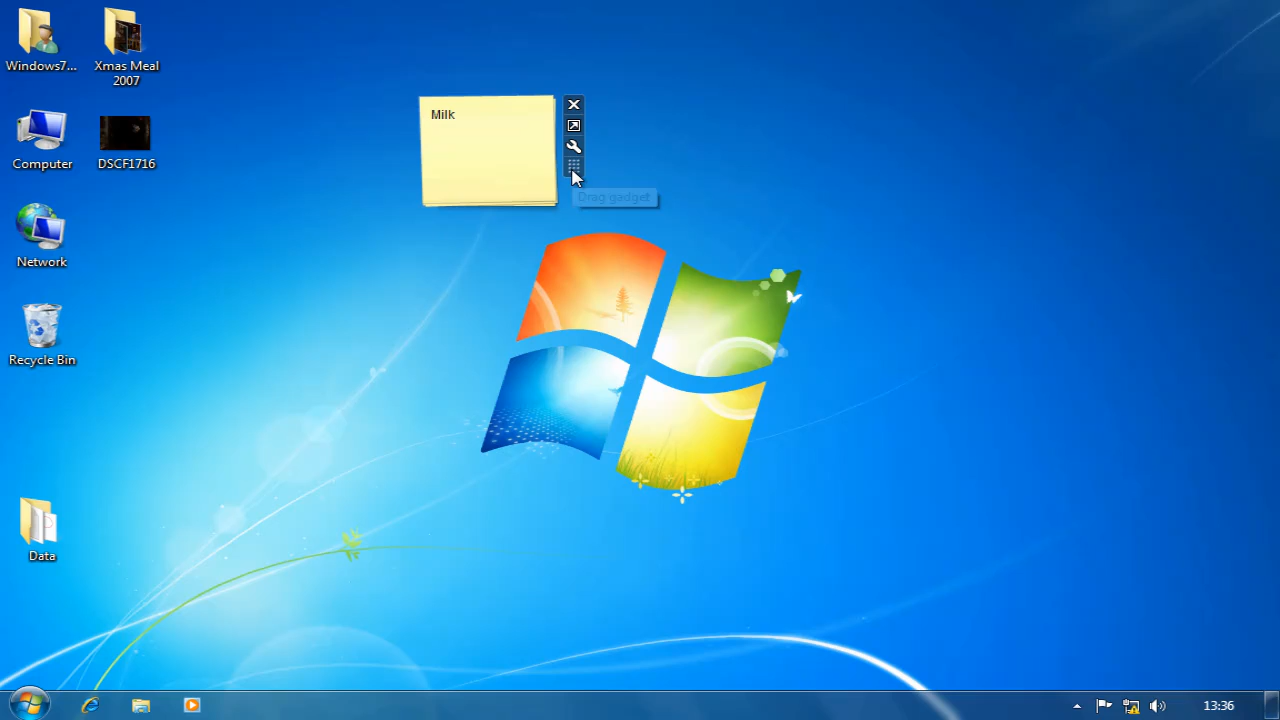 Windows7...
Xmas Meal
2007
Milk
Computer
DSCF1716
Drag gadget
Network
Recycle Bin
Data
13:36